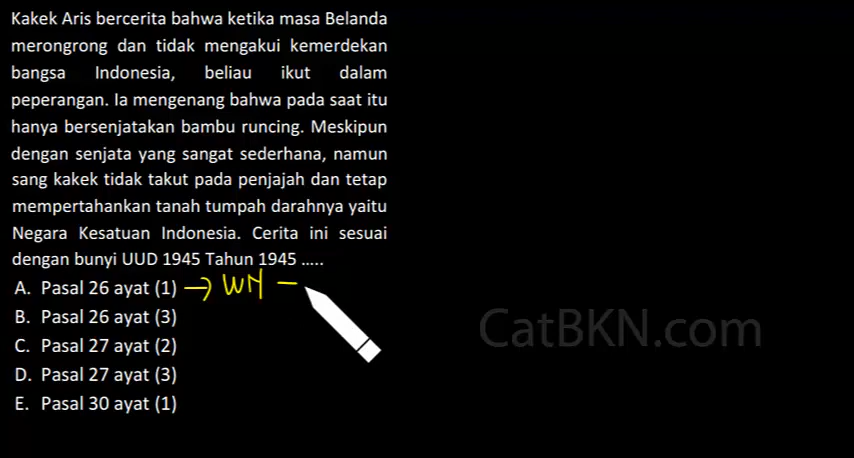 Kakek Aris bercerita bahwa ketika masa Belanda
merongrong dan tidak mengakui kemerdekan
bangsa Indonesia, beliau ikut dalam
peperangan. Ia mengenang bahwa pada saat itu
hanya bersenjatakan bambu runcing. Meskipun
dengan senjata yang sangat sederhana, namun
sang kakek tidak takut pada penjajah dan tetap
mempertahankan tanah tumpah darahnya yaitu
Negara Kesatuan Indonesia. Cerita ini sesuai
dengan bunyi UUD 1945 Tahun 1945 .....
A. Pasal 26 ayat (1) → WN –
B. Pasal 26 ayat (3)
C. Pasal 27 ayat (2)
D. Pasal 27 ayat (3)
E. Pasal 30 ayat (1)
CatBKN.com